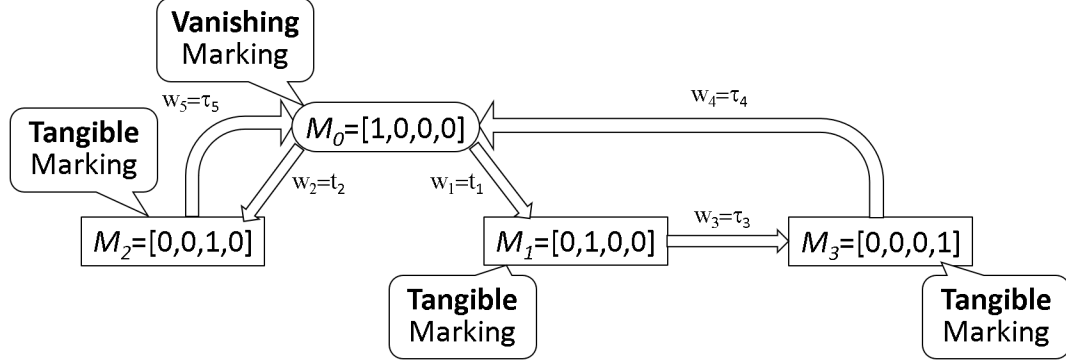 Vanishing
Marking
w₅=τ₅
w₄=τ₄
Tangible
Marking
M₀=[1,0,0,0]
w₂=t₂
w₁=t₁
M₂=[0,0,1,0]
M₁=[0,1,0,0]
w₃=τ₃
M₃=[0,0,0,1]
Tangible
Marking
Tangible
Marking